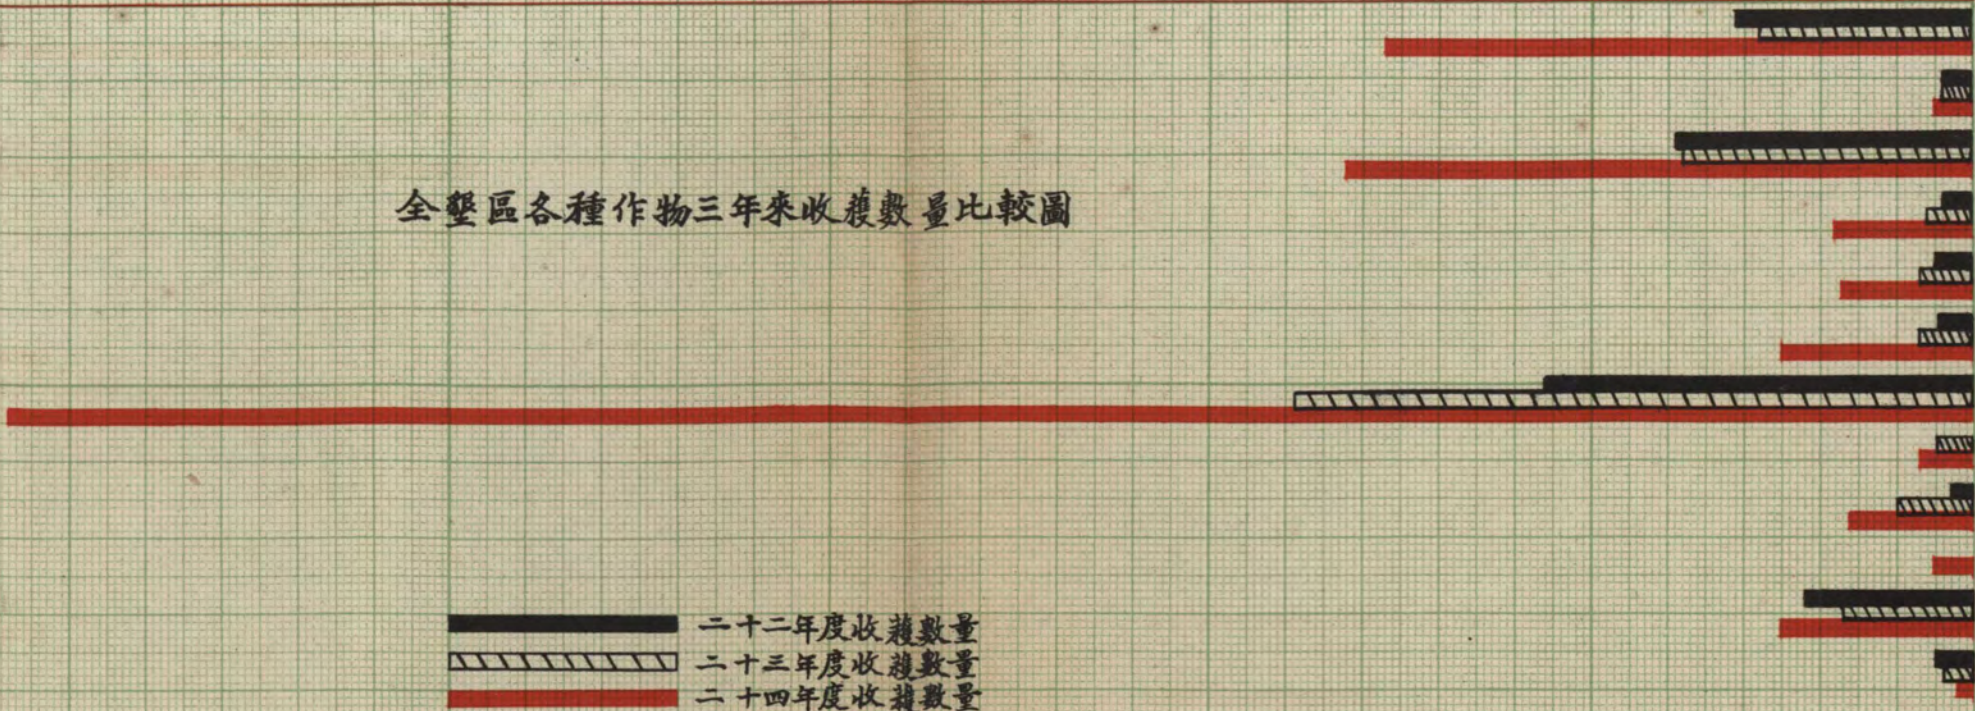 全墾區各種作物三年來收穫數量比較圖
二十二年度收穫數量
二十三年度收穫數量
二十四年度收穫數量